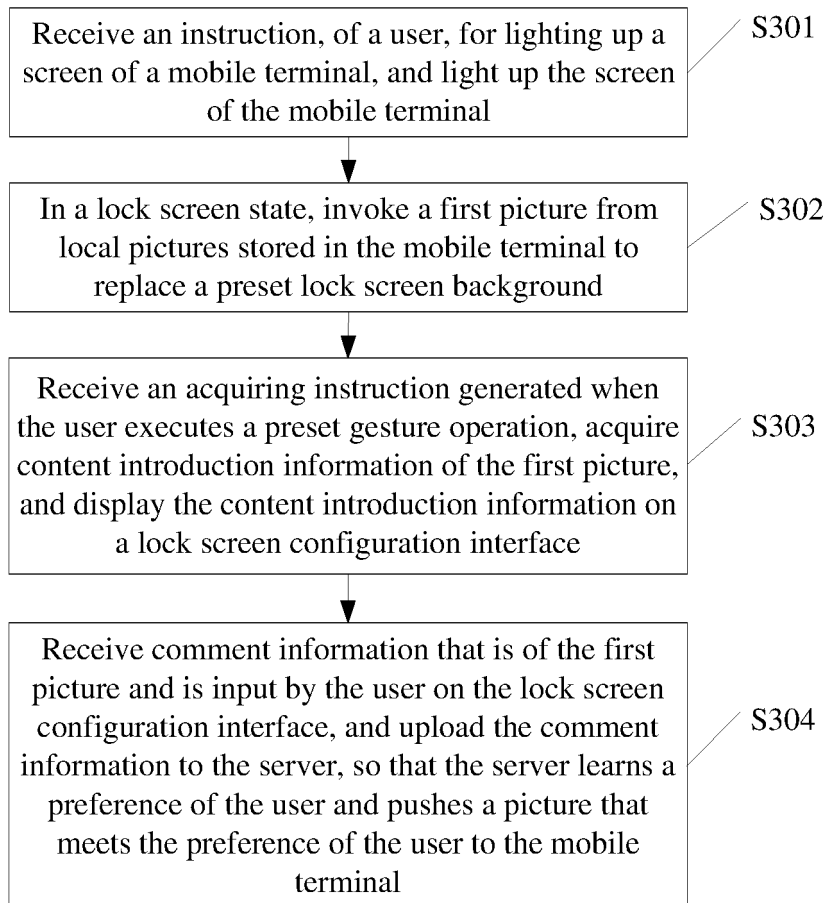 Receive an instruction, of a user, for lighting up a
screen of a mobile terminal, and light up the screen
of the mobile terminal
S301
In a lock screen state, invoke a first picture from
local pictures stored in the mobile terminal to
replace a preset lock screen background
S302
Receive an acquiring instruction generated when
the user executes a preset gesture operation, acquire
content introduction information of the first picture,
and display the content introduction information on
a lock screen configuration interface
S303
Receive comment information that is of the first
picture and is input by the user on the lock screen
configuration interface, and upload the comment
information to the server, so that the server learns a
preference of the user and pushes a picture that
meets the preference of the user to the mobile
terminal
S304